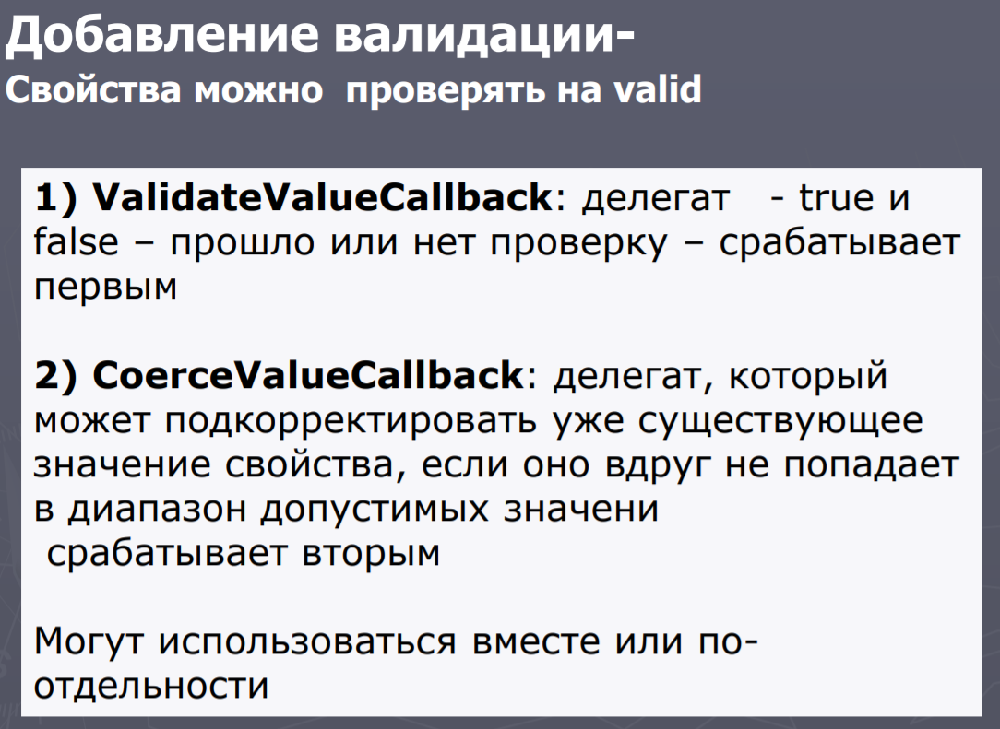 Добавление валидации-
Свойства можно проверять на valid
1) ValidateValueCallback: делегат - true и
false – прошло или нет проверку – срабатывает
первым
2) CoerceValueCallback: делегат, который
может подкорректировать уже существующее
значение свойства, если оно вдруг не попадает
в диапазон допустимых значени
срабатывает вторым
Могут использоваться вместе или по-
отдельности